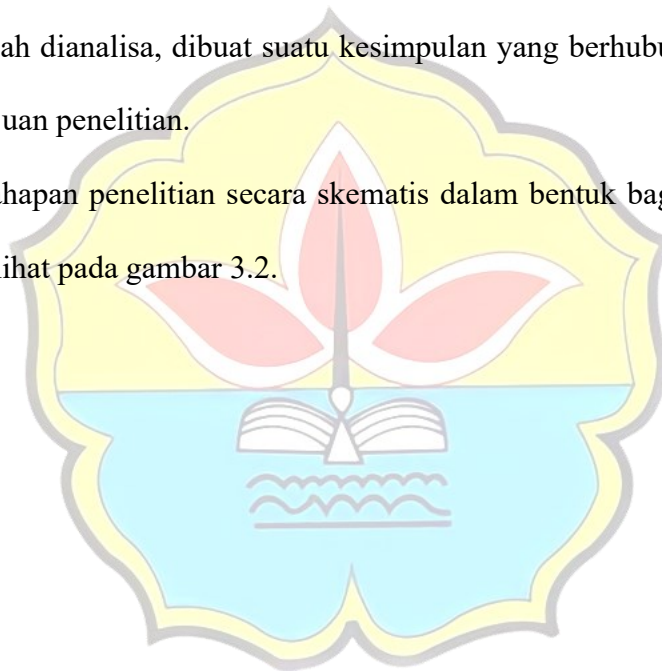 ah dianalisa, dibuat suatu kesimpulan yang berhubu
uan penelitian.
hapan penelitian secara skematis dalam bentuk bag
lihat pada gambar 3.2.